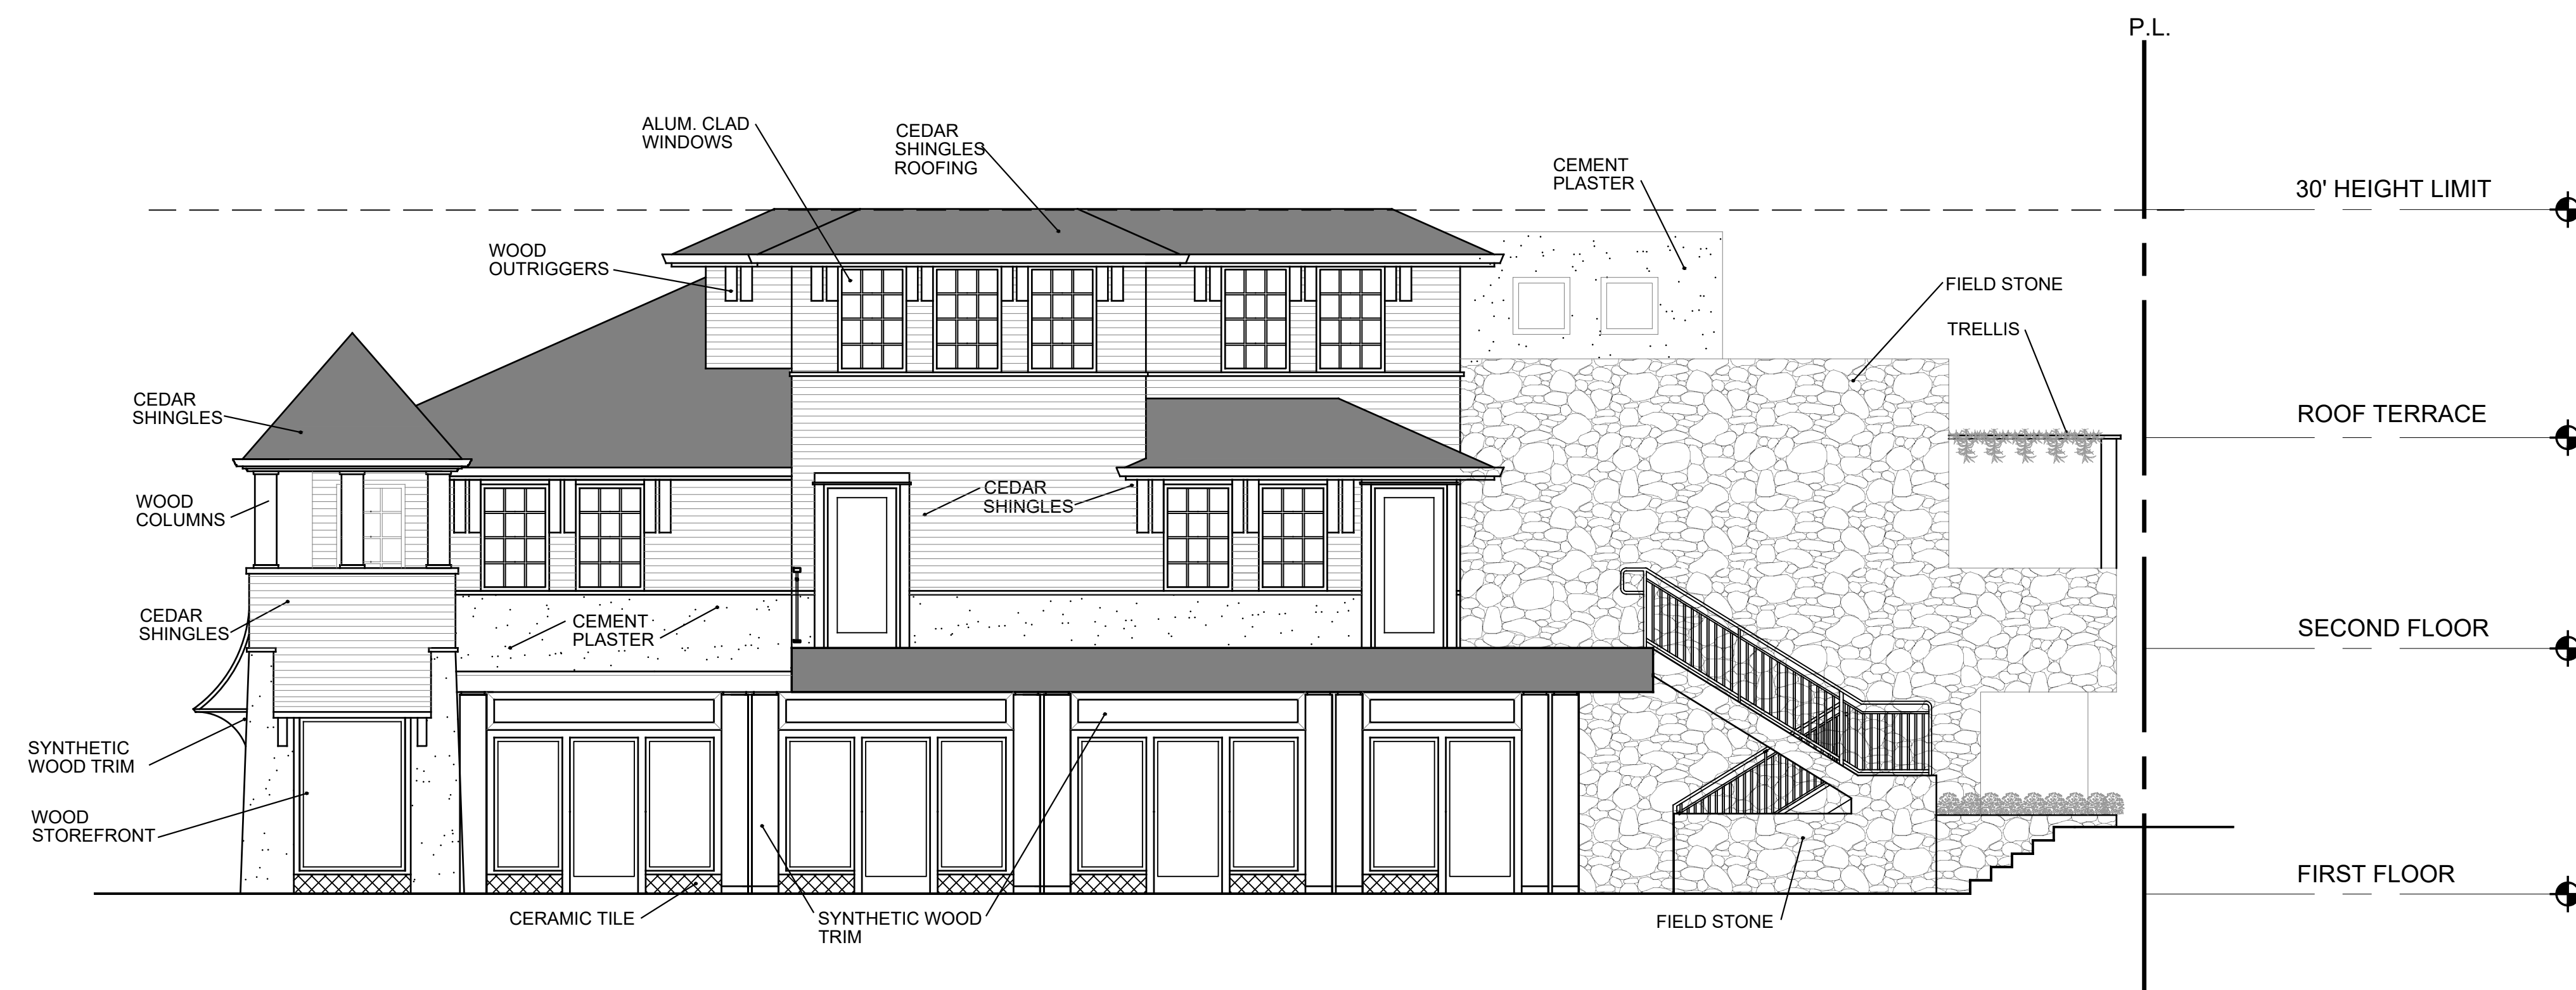 P.L.
ALUM. CLAD
WINDOWS
CEDAR
SHINGLES
ROOFING
CEMENT
PLASTER
30' HEIGHT LIMIT
WOOD
OUTRIGGERS
FIELD STONE
TRELLIS
CEDAR
SHINGLES
ROOF TERRACE
WOOD
COLUMNS
CEDAR
SHINGLES
CEDAR
SHINGLES
CEMENT
PLASTER
SECOND FLOOR
SYNTHETIC
WOOD TRIM
WOOD
STOREFRONT
FIRST FLOOR
CERAMIC TILE
SYNTHETIC WOOD
TRIM
FIELD STONE